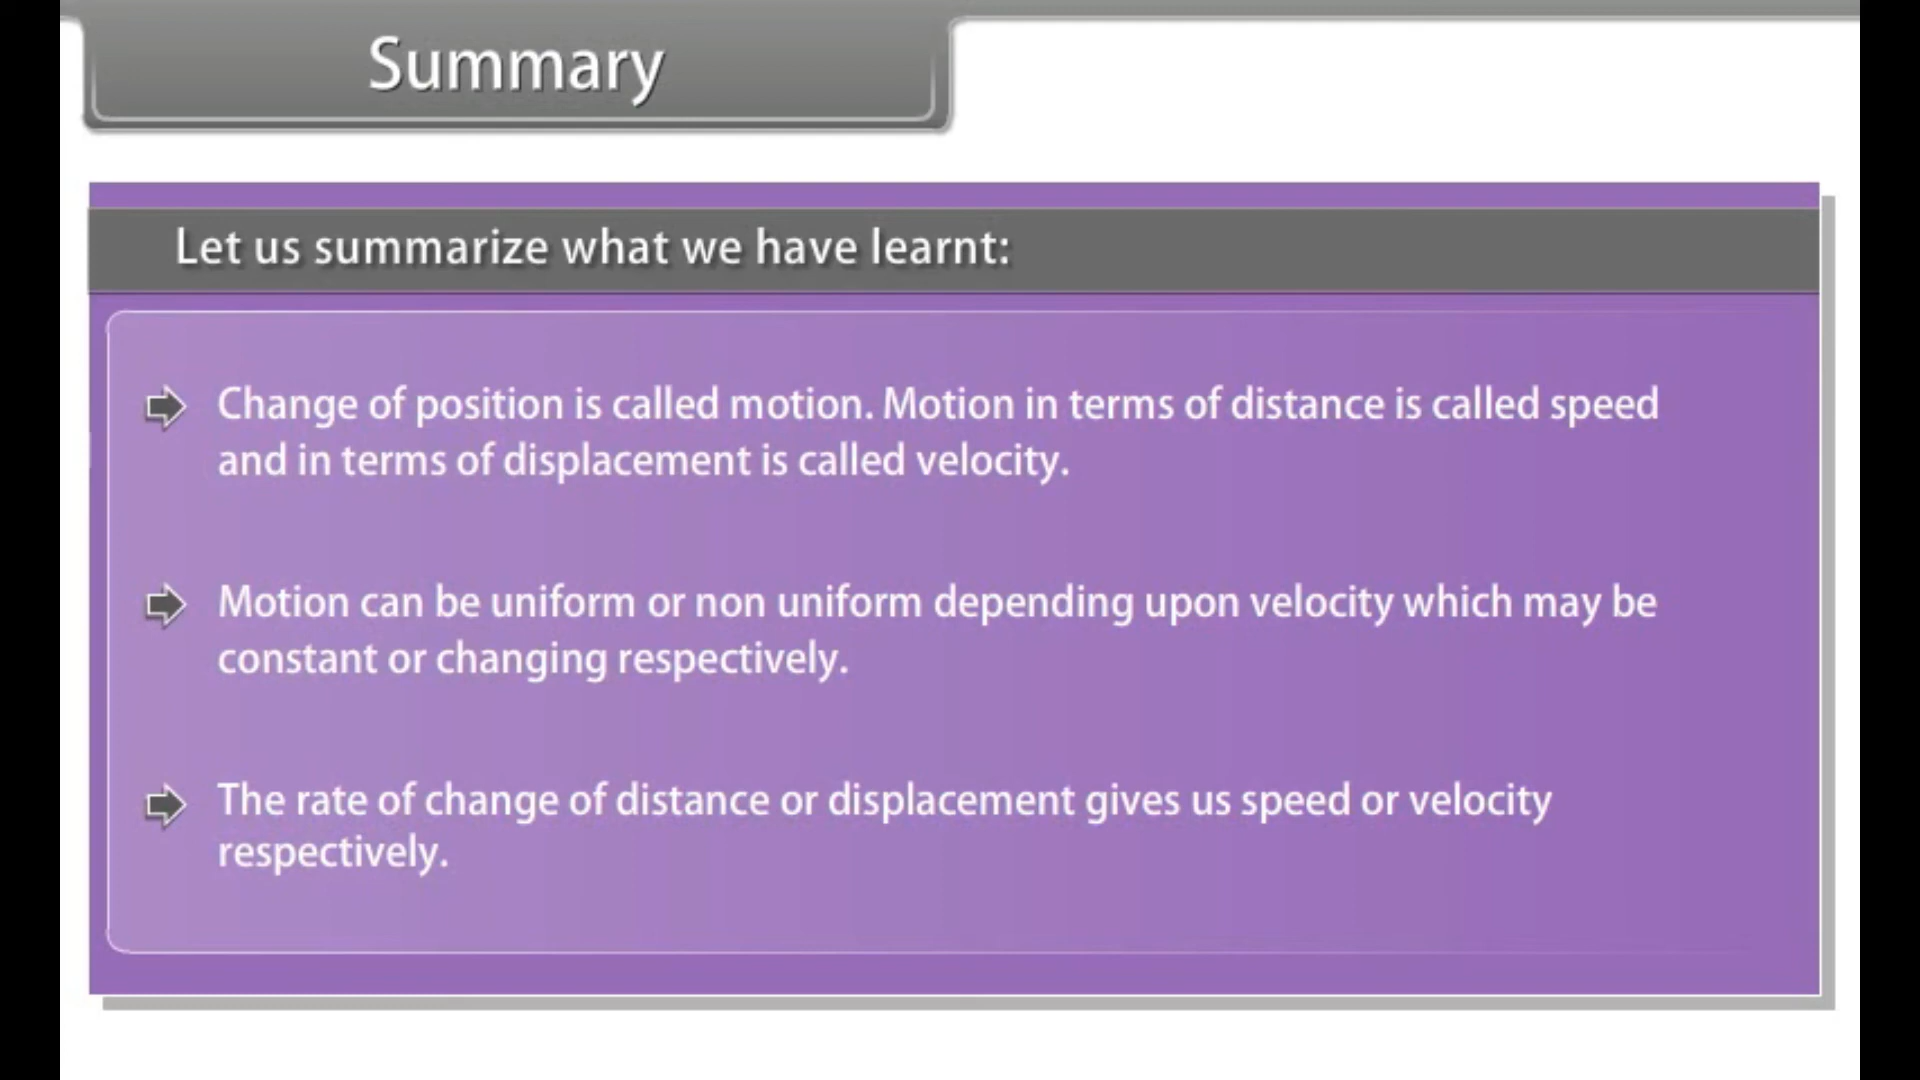 Summary
Let us summarize what we have learnt:
Change of position is called motion. Motion in terms of distance is called speed
and in terms of displacement is called velocity.
Motion can be uniform or non uniform depending upon velocity which may be
constant or changing respectively.
The rate of change of distance or displacement gives us speed or velocity
respectively.